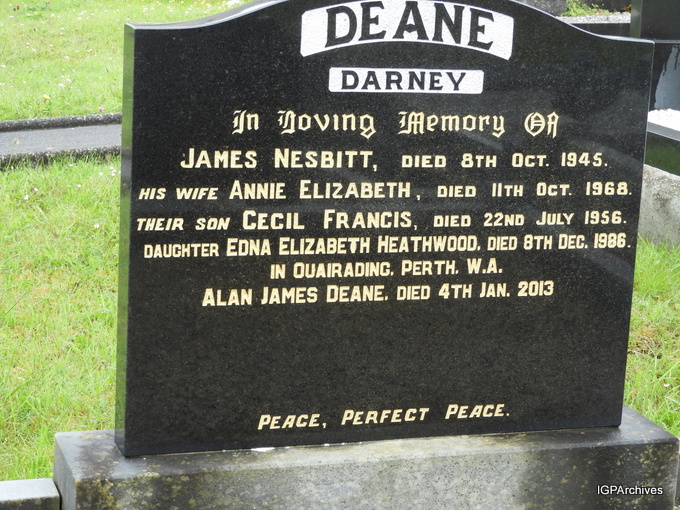 DEANE
DARNEY
In Loving Memory Of
JAMES NESBITT, DIED 8TH OCT. 1945.
HIS WIFE ANNIE ELIZABETH, DIED 11TH OCT. 1968.
THEIR SON CECIL FRANCIS, DIED 22ND JULY 1956.
DAUGHTER EDNA ELIZABETH HEATHWOOD, DIED 8TH DEC. 1986.
IN QUAIRADING, PERTH, W.A.
ALAN JAMES DEANE, DIED 4TH JAN. 2013
PEACE, PERFECT PEACE.
IGPArchives